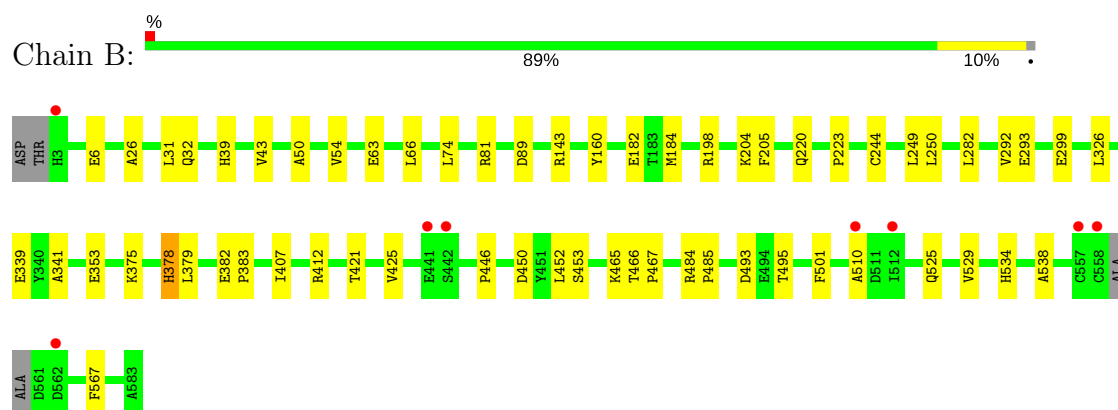 %
Chain B:
89% 10% •
ASP THR H3 E6 A26 L31 Q32 H39 V43 A50 V54 E63 L66 L74 R81 D89 R143 Y160 E182 T183 M184 R198 K204 F205 Q220 P223 C244 L249 L250 L282 V292 E293 E299 L326
E339 Y340 A341 E353 K375 H378 L379 E382 P383 I407 R412 T421 V425 E441 S442 P446 D450 Y451 L452 S453 K465 T466 P467 R484 P485 D493 E494 T495 F501 A510 D511 I512 Q525 V529 H534 A538 C557 C558 ALA
ALA D561 D562 F567 A583